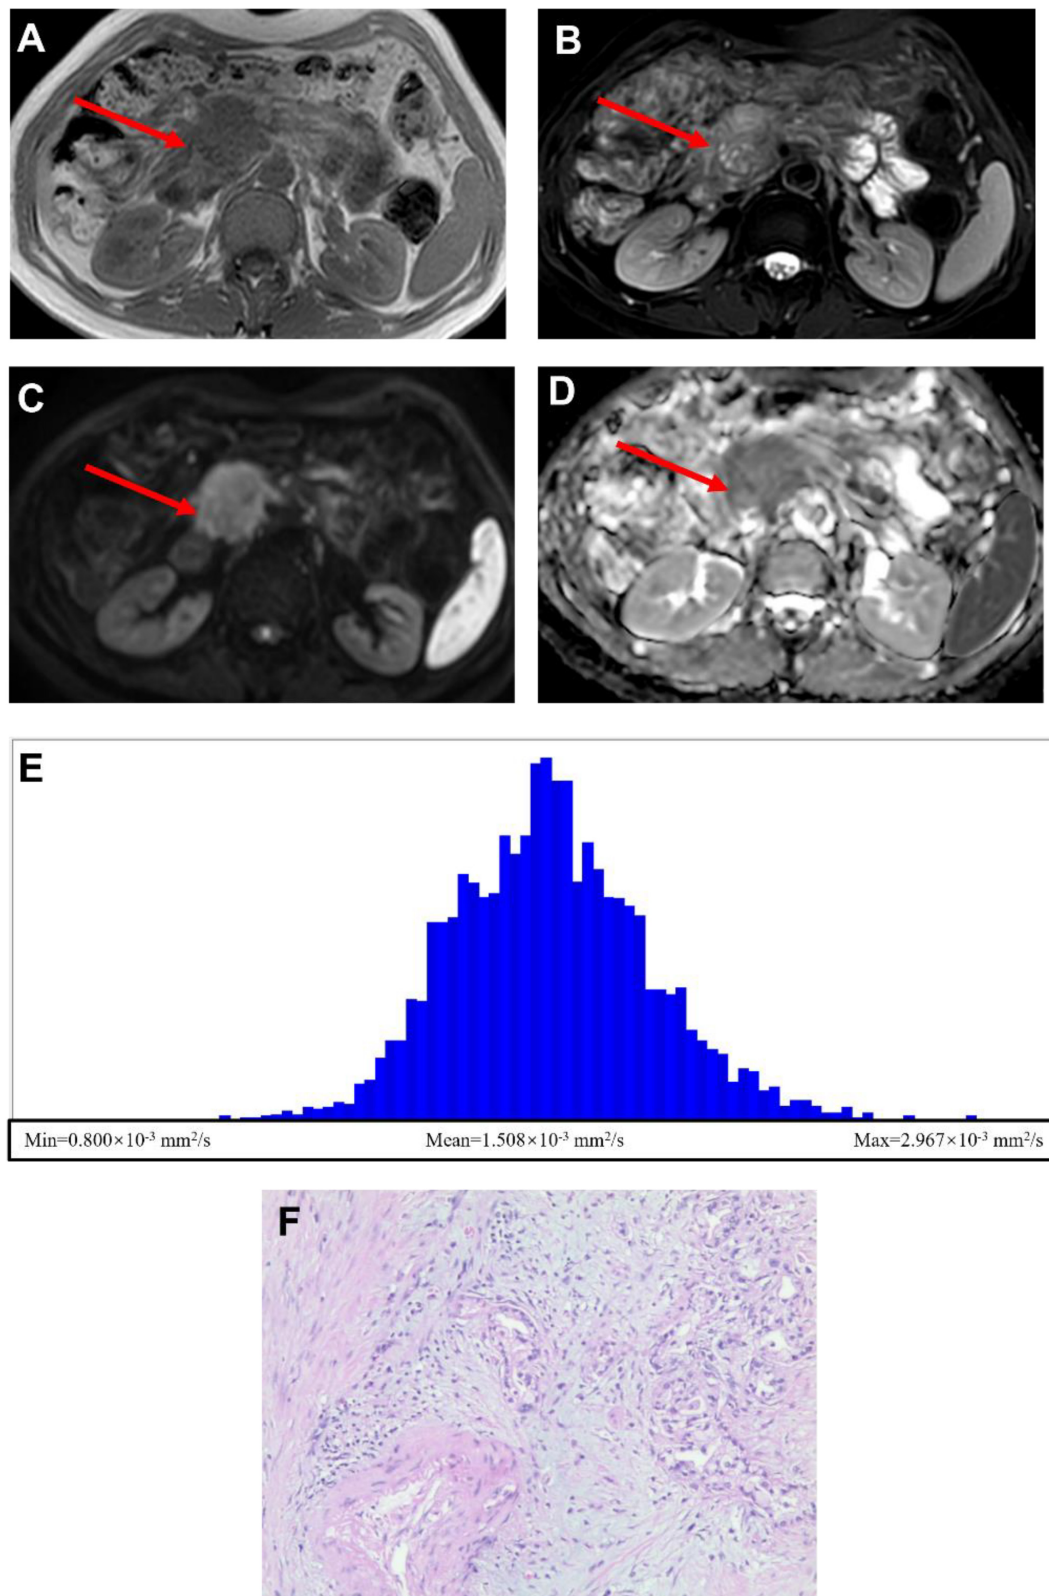 A
B
C
D
E
Min=0.800×10⁻³ mm²/s
Mean=1.508×10⁻³ mm²/s
Max=2.967×10⁻³ mm²/s
F